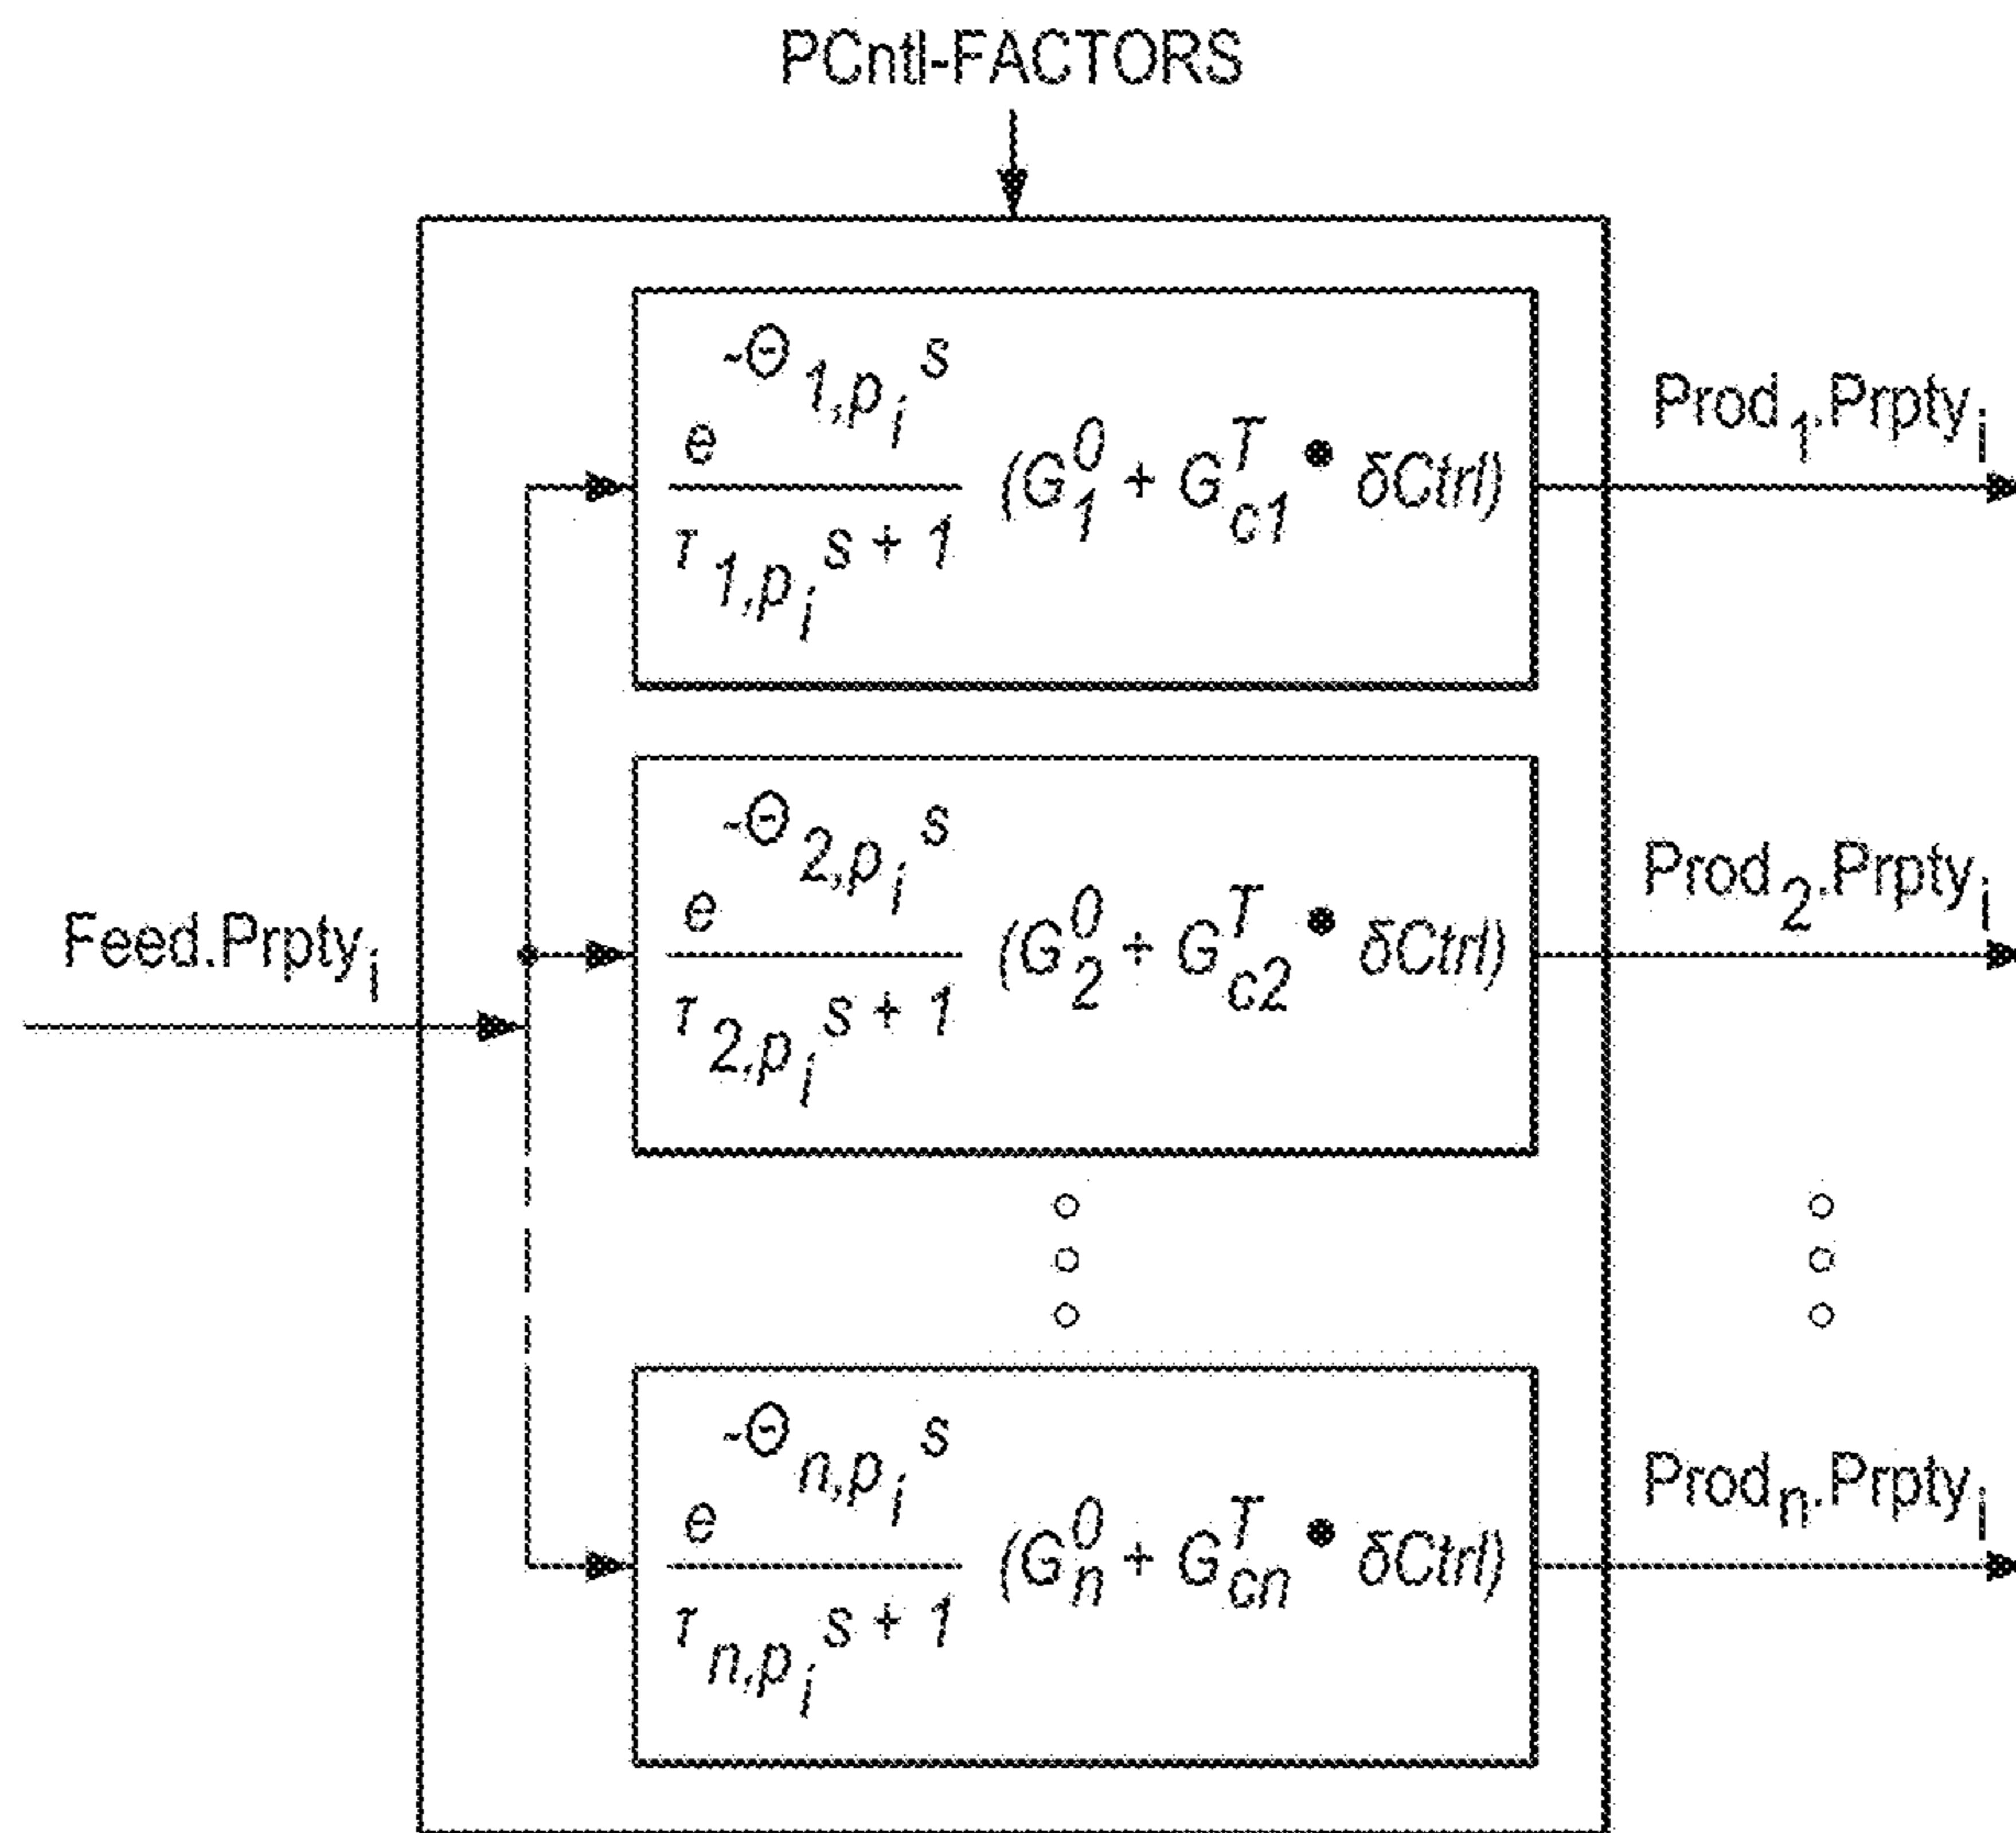 PCntl-FACTORS
e^{-Θ_{1,p_i} s} / τ_{1,p_i} s + 1 (G_1^0 + G_{c1}^T • δCtrl)
Prod_1.Prpty_i
e^{-Θ_{2,p_i} s} / τ_{2,p_i} s + 1 (G_2^0 + G_{c2}^T • δCtrl)
Prod_2.Prpty_i
Feed.Prpty_i
e^{-Θ_{n,p_i} s} / τ_{n,p_i} s + 1 (G_n^0 + G_{cn}^T • δCtrl)
Prod_n.Prpty_i